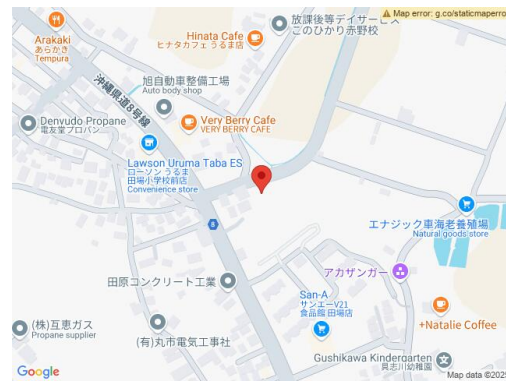 Map error: g.co/staticmaperro
Arakaki
あらかき
Tempura
Hinata Cafe
ヒナタカフェ うるま店
放課後等デイサービ
このひかり赤野校
沖縄県道8号線
旭自動車整備工場
Auto body shop
Denvudo Propane
電友堂プロパン
Very Berry Cafe
VERY BERRY CAFE
Lawson Uruma Taba ES
ローソン うるま
田場小学校前店
Convenience store
エナジック車海老養殖場
Natural goods store
アカザンガー
田原コンクリート工業
San-A
サンエーV21
食品館 田場店
+Natalie Coffee
(株)互恵ガス
Propane supplier
(有)丸市電気工事社
Gushikawa Kindergarten
具志川幼稚園
Google
Map data ©2025